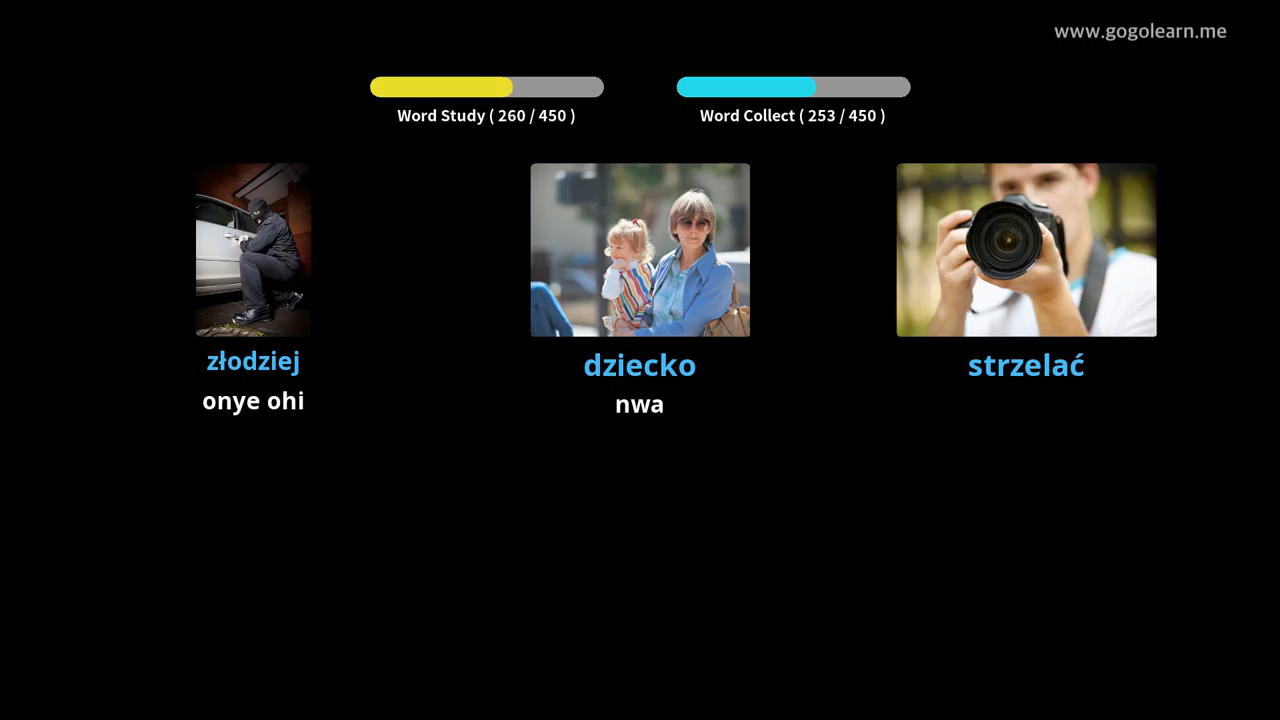 www.gogolearn.me
Word Study ( 260 / 450 )
Word Collect ( 253 / 450 )
złodziej
onye ohi
dziecko
nwa
strzelać